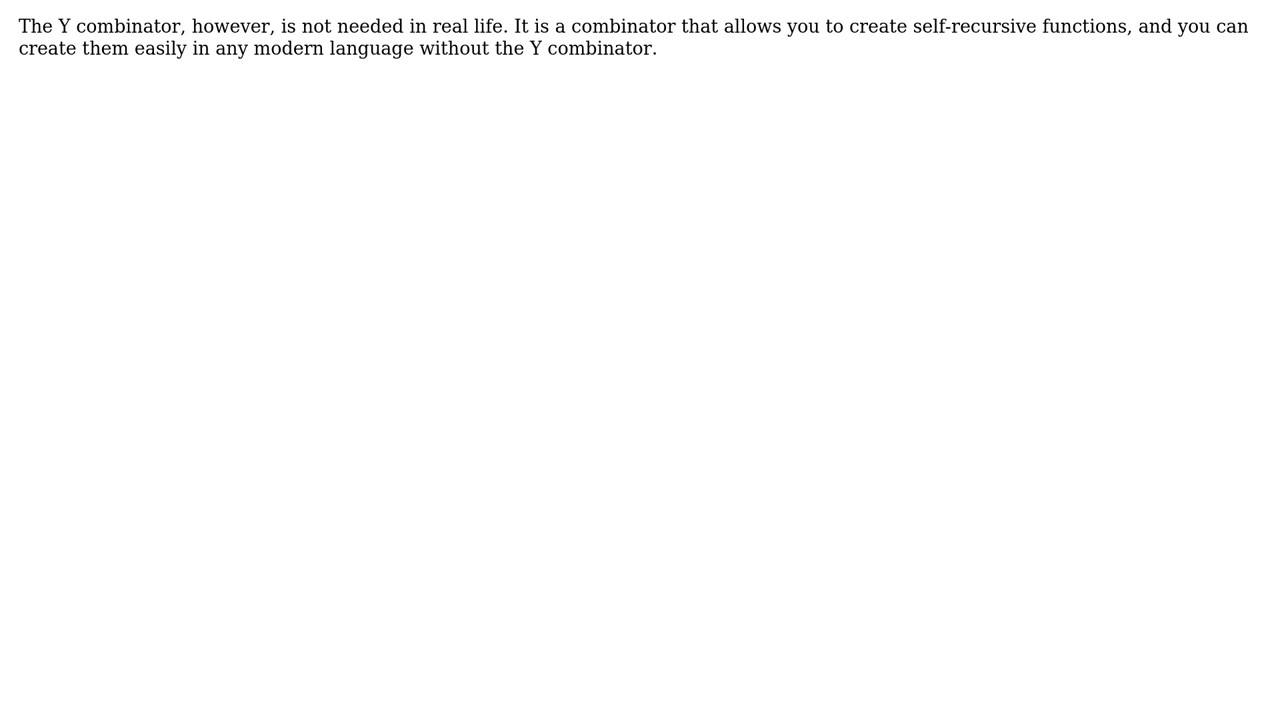 The Y combinator, however, is not needed in real life. It is a combinator that allows you to create self-recursive functions, and you can
create them easily in any modern language without the Y combinator.